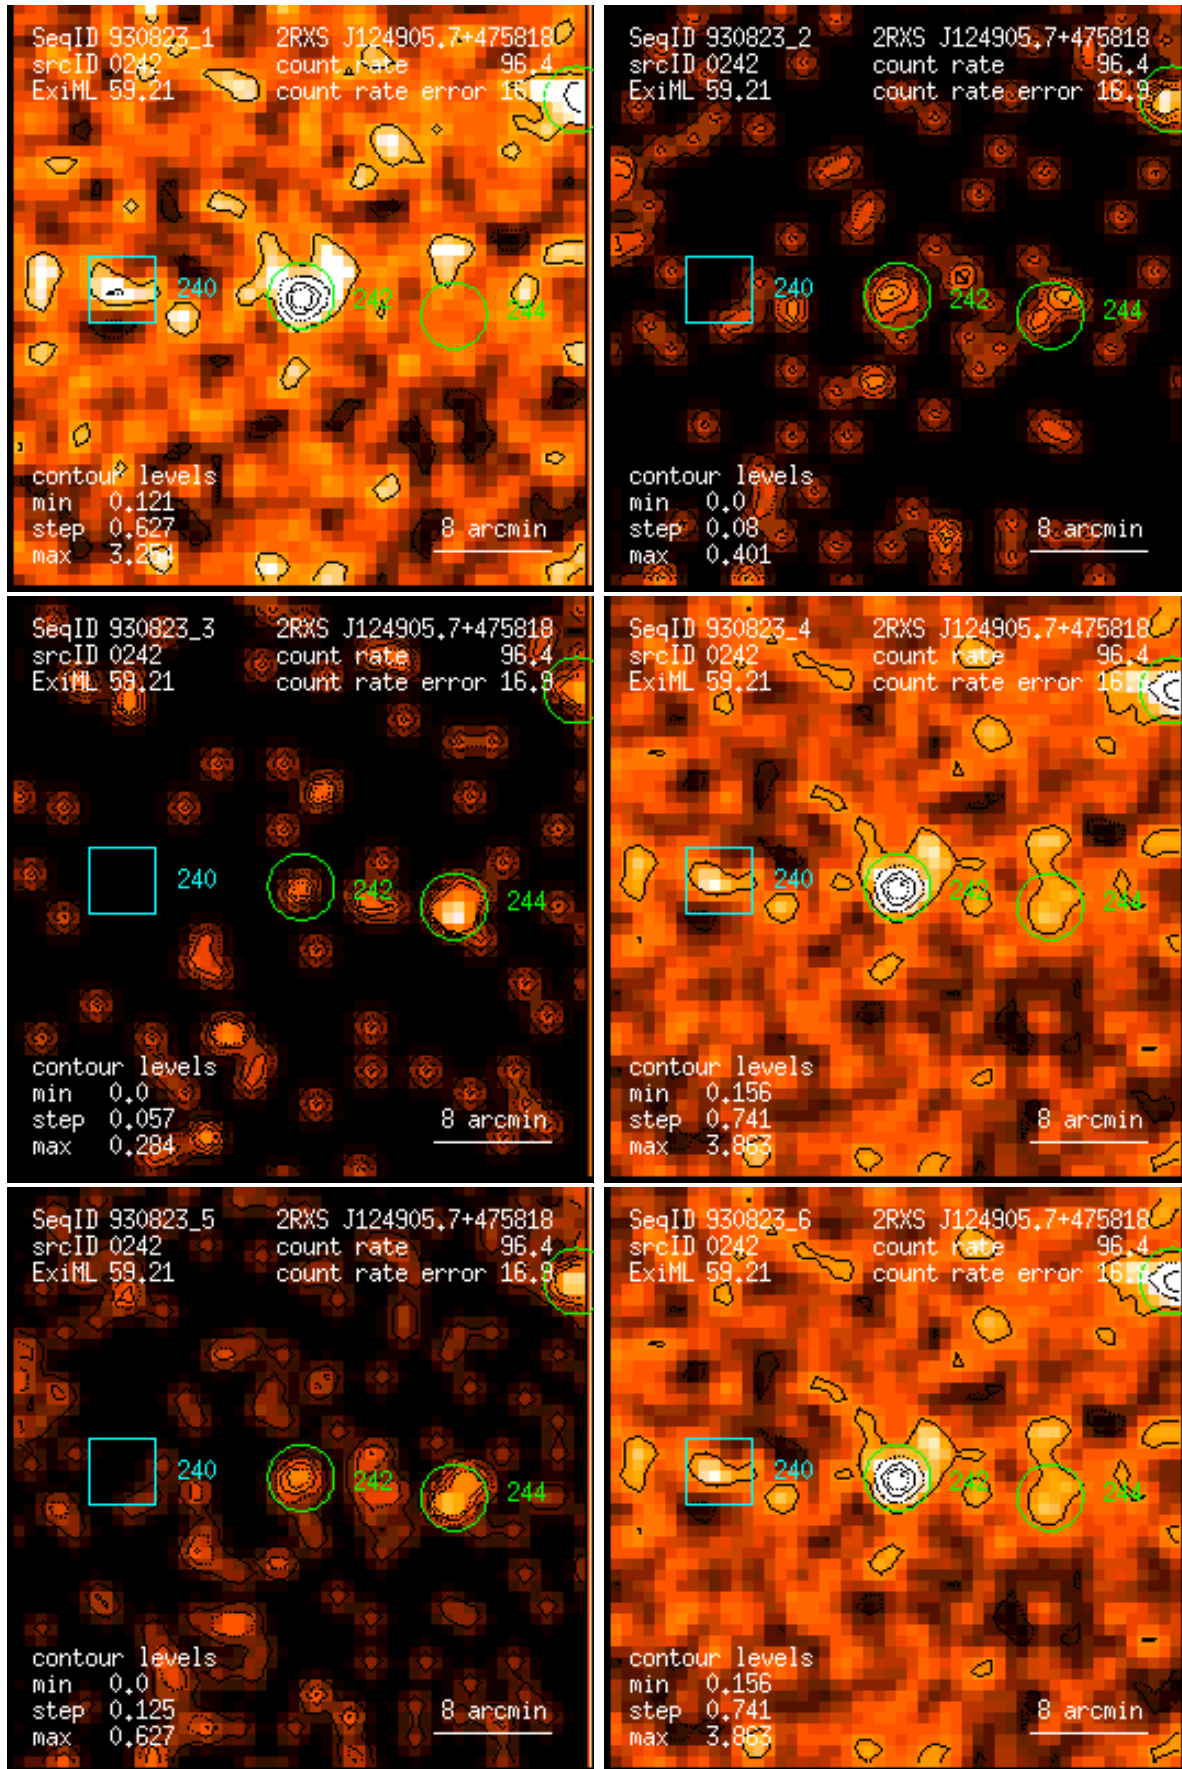 SeqID 930823_1 2RXS J124905.7+475818
srcID 0242 count rate 96.4
ExiML 59.21 count rate error 16.9
240 242 244
contour levels
min 0.121
step 0.627
max 3.254
8 arcmin
SeqID 930823_2 2RXS J124905.7+475818
srcID 0242 count rate 96.4
ExiML 59.21 count rate error 16.9
240 242 244
contour levels
min 0.0
step 0.08
max 0.401
8 arcmin
SeqID 930823_3 2RXS J124905.7+475818
srcID 0242 count rate 96.4
ExiML 59.21 count rate error 16.9
240 242 244
contour levels
min 0.0
step 0.057
max 0.284
8 arcmin
SeqID 930823_4 2RXS J124905.7+475818
srcID 0242 count rate 96.4
ExiML 59.21 count rate error 16.9
240 242 244
contour levels
min 0.156
step 0.741
max 3.863
8 arcmin
SeqID 930823_5 2RXS J124905.7+475818
srcID 0242 count rate 96.4
ExiML 59.21 count rate error 16.9
240 242 244
contour levels
min 0.0
step 0.125
max 0.627
8 arcmin
SeqID 930823_6 2RXS J124905.7+475818
srcID 0242 count rate 96.4
ExiML 59.21 count rate error 16.9
240 242 244
contour levels
min 0.156
step 0.741
max 3.863
8 arcmin